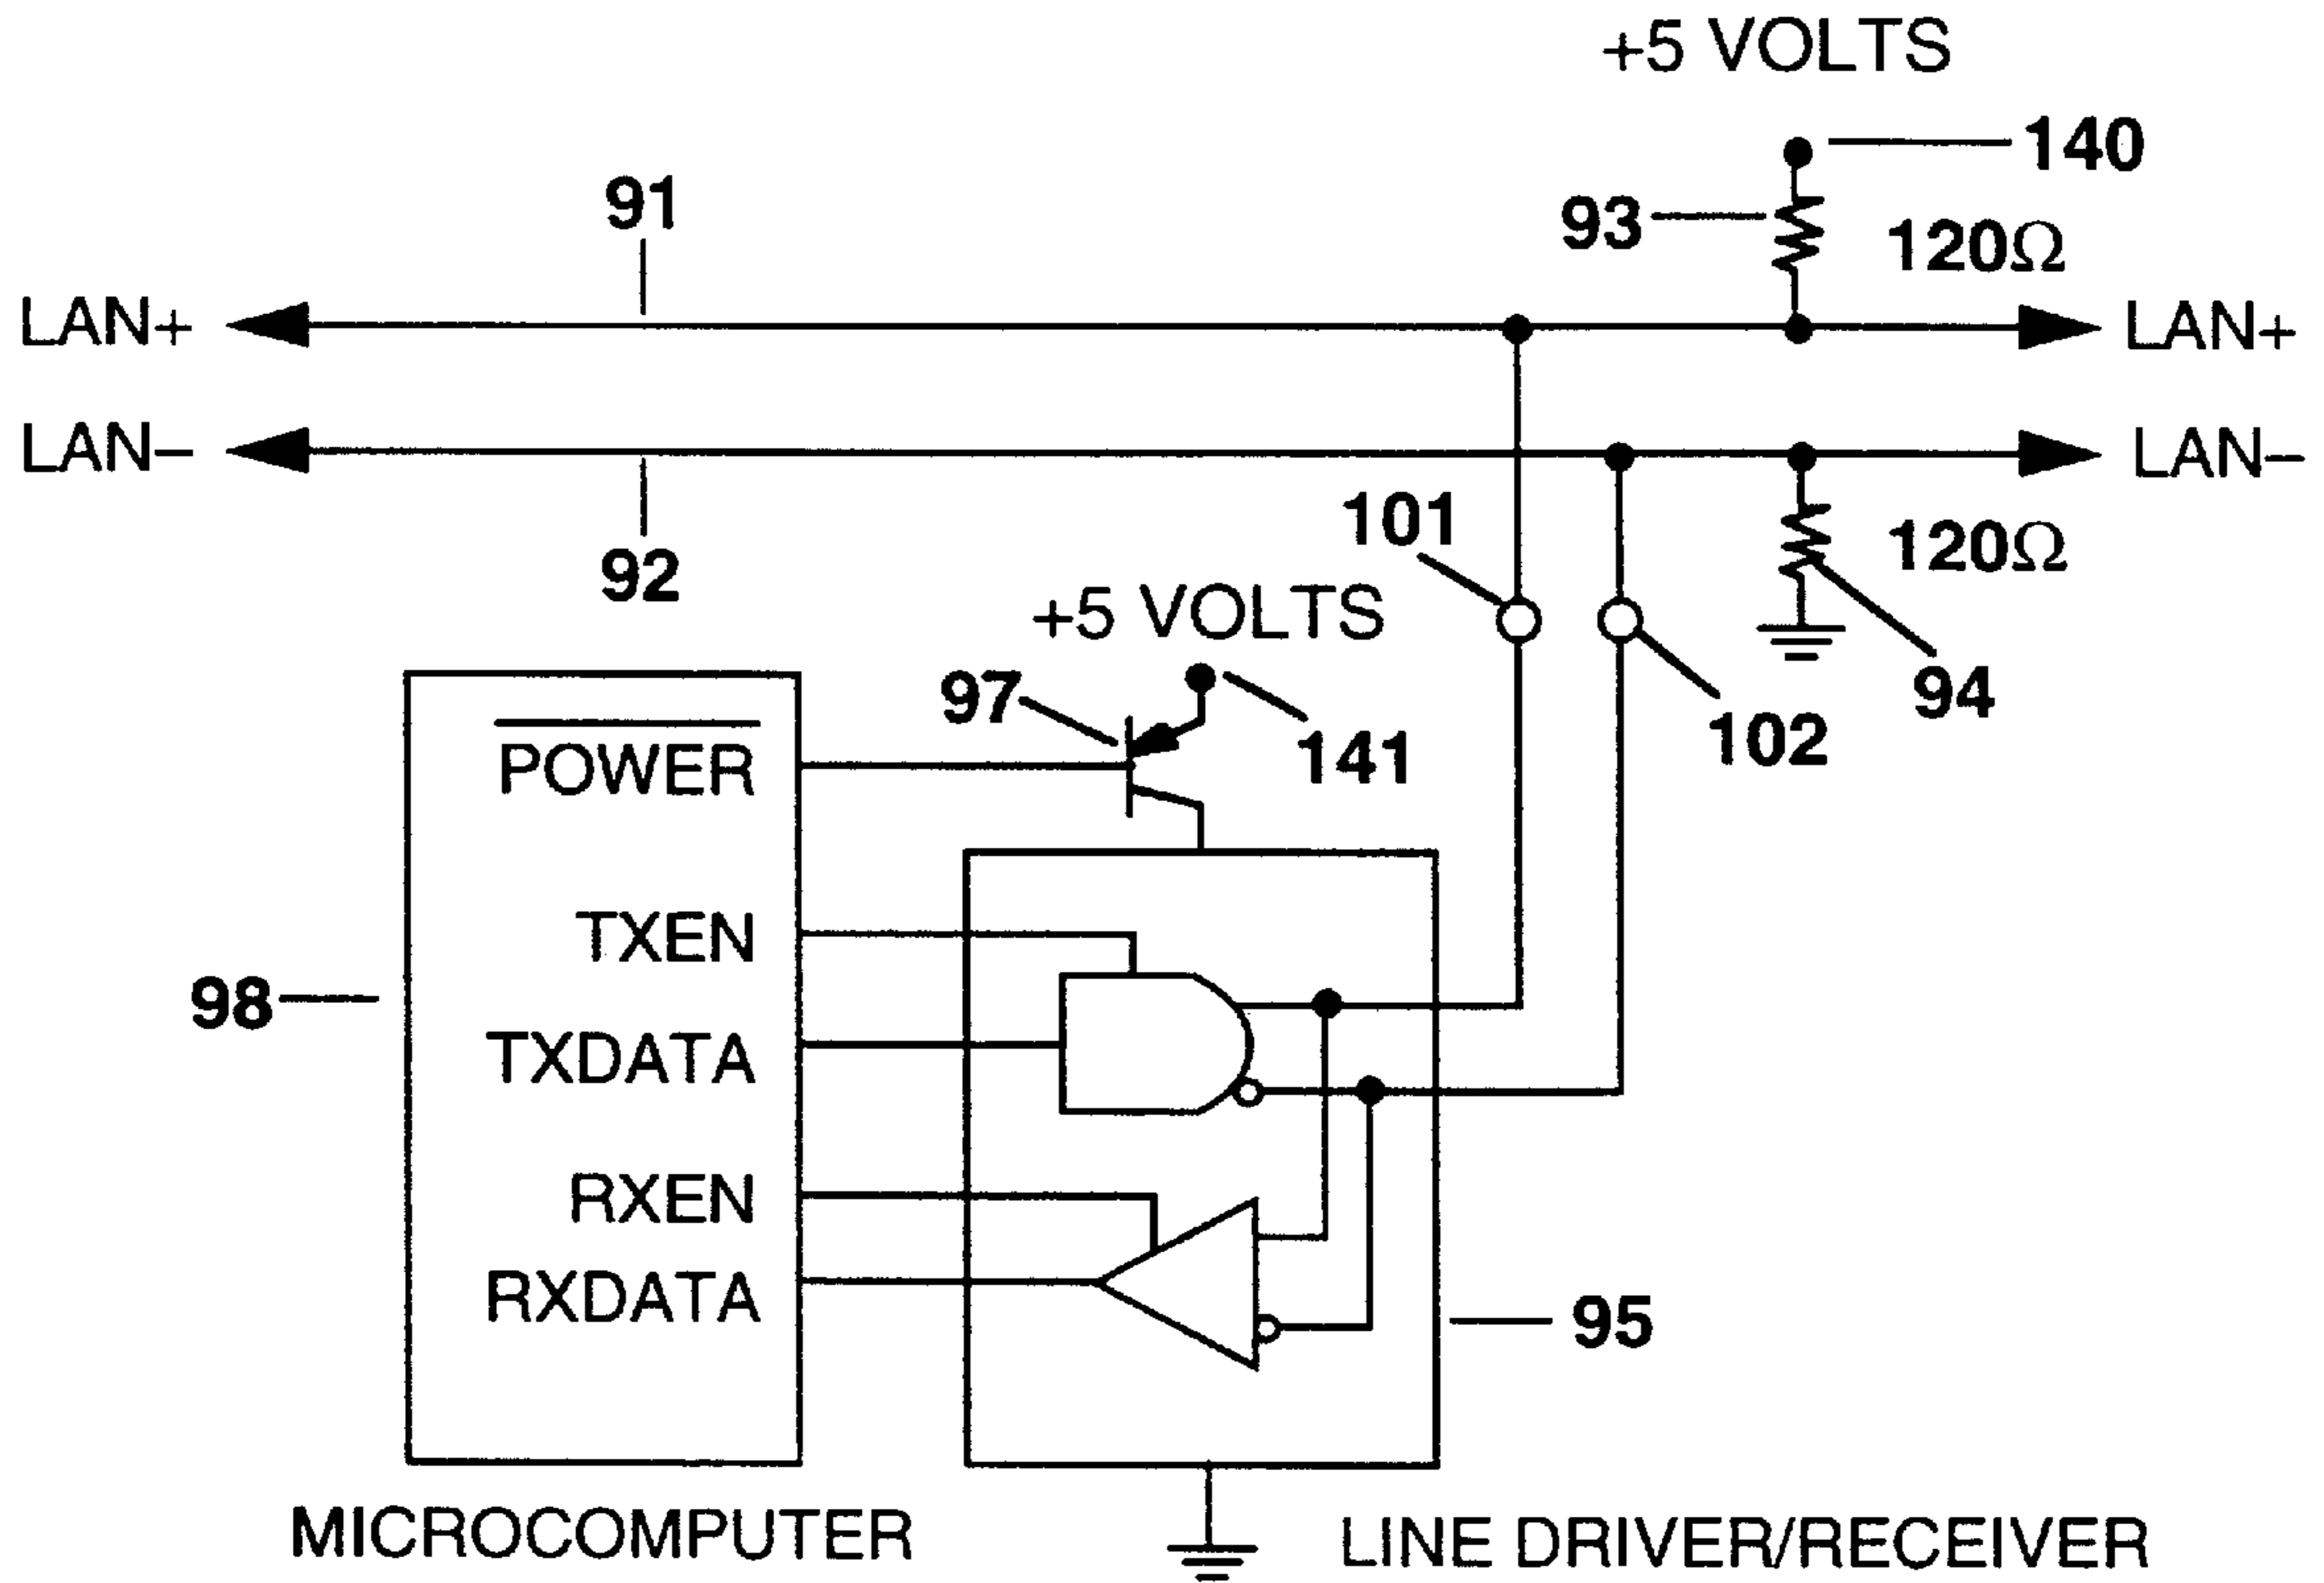 +5 VOLTS
140
91
93
120Ω
LAN+
LAN+
LAN−
LAN−
101
92
120Ω
+5 VOLTS
97
94
102
141
POWER
TXEN
98
TXDATA
RXEN
RXDATA
95
MICROCOMPUTER
LINE DRIVER/RECEIVER